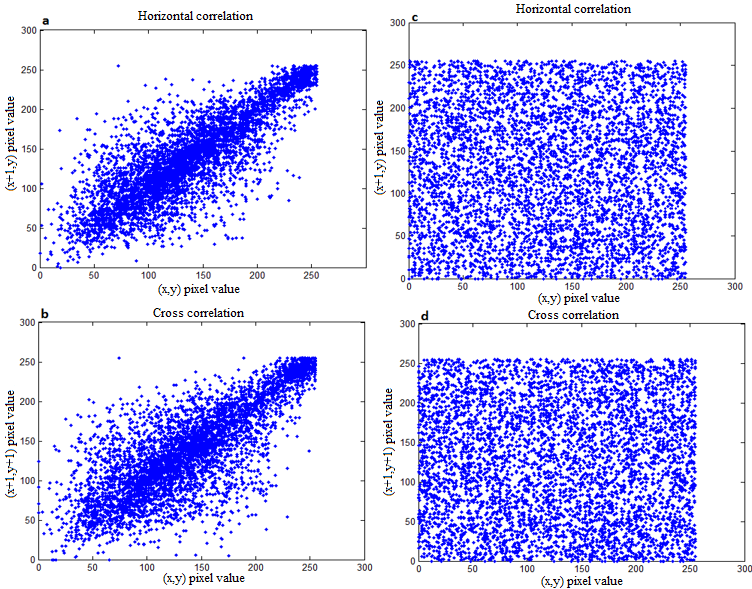 a
Horizontal correlation
300
250
200
150
100
50
0
0 50 100 150 200 250
(x+1,y) pixel value
(x,y) pixel value
c
Horizontal correlation
300
250
200
150
100
50
0
0 50 100 150 200 250 300
(x+1,y) pixel value
(x,y) pixel value
b
Cross correlation
300
250
200
150
100
50
0
0 50 100 150 200 250 300
(x+1,y+1) pixel value
(x,y) pixel value
d
Cross correlation
300
250
200
150
100
50
0
0 50 100 150 200 250 300
(x+1,y+1) pixel value
(x,y) pixel value